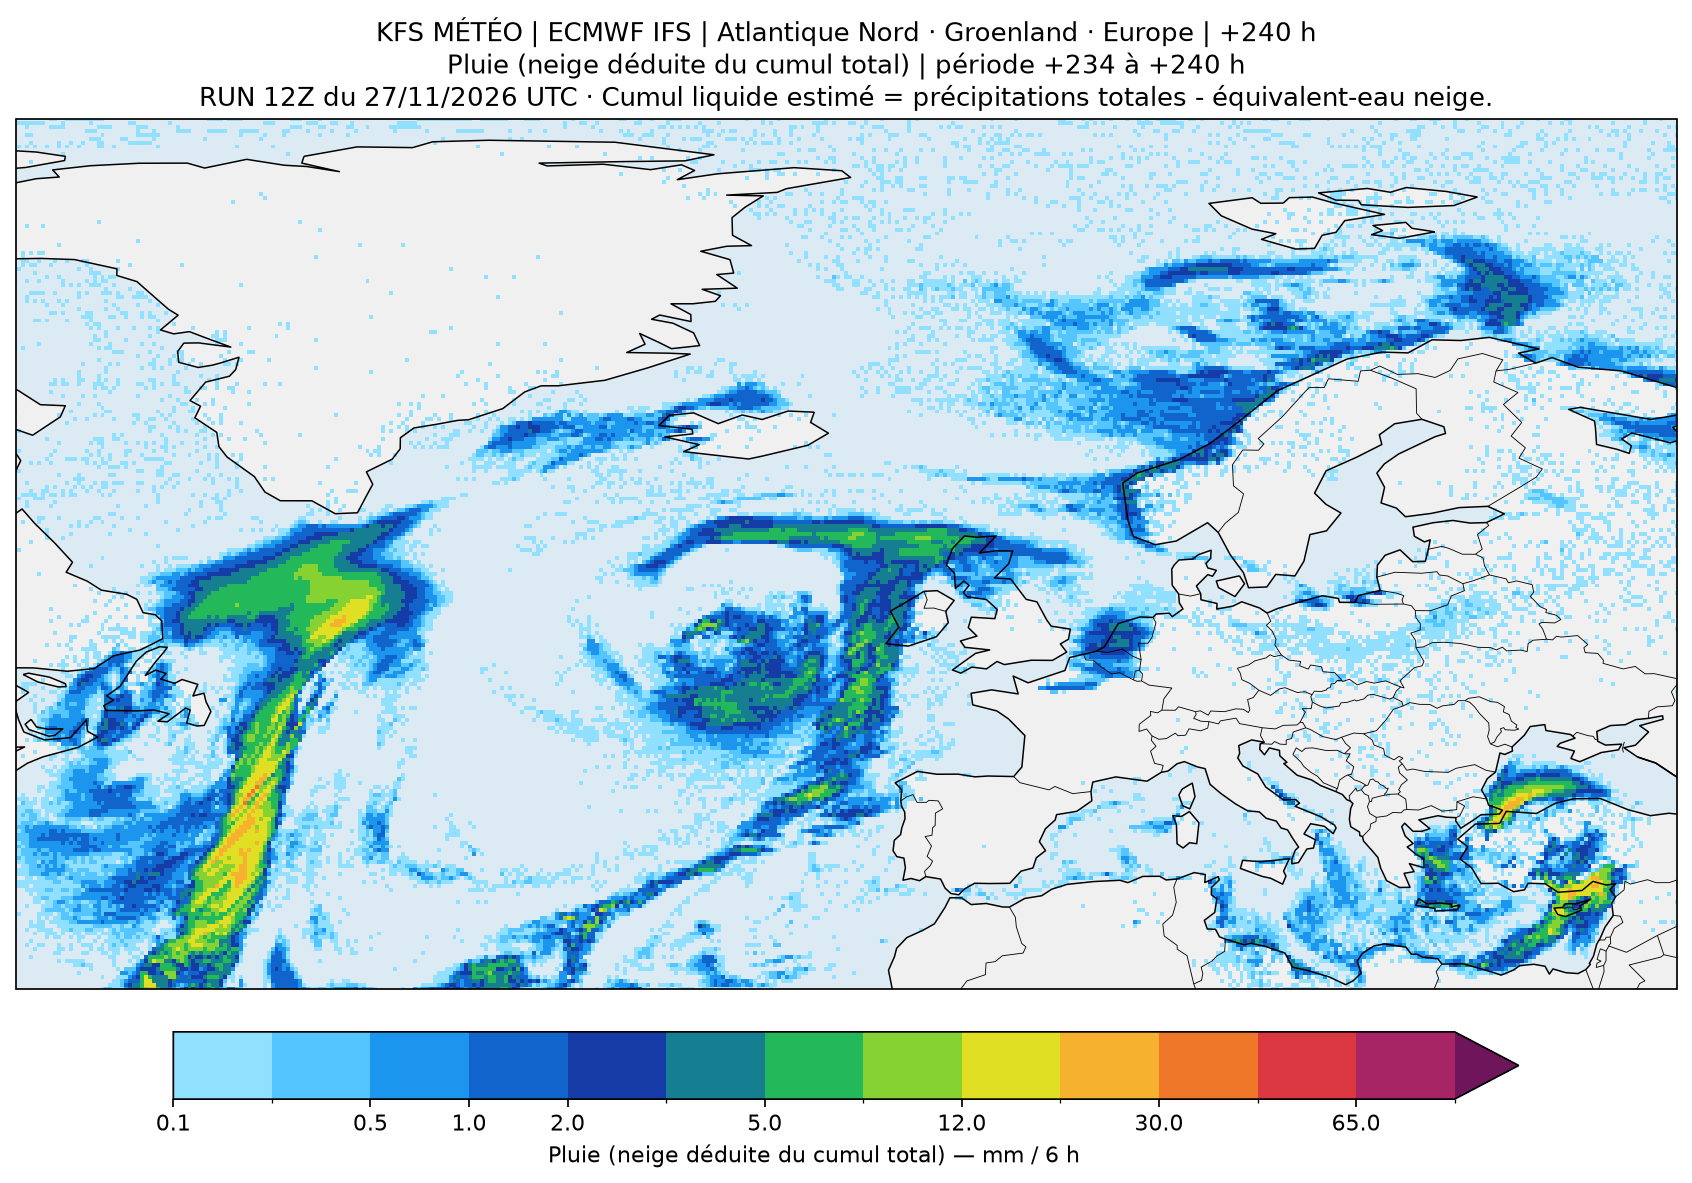 KFS MÉTÉO | ECMWF IFS | Atlantique Nord · Groenland · Europe | +240 h
Pluie (neige déduite du cumul total) | période +234 à +240 h
RUN 12Z du 27/11/2026 UTC · Cumul liquide estimé = précipitations totales - équivalent-eau neige.
0.1 0.5 1.0 2.0 5.0 12.0 30.0 65.0
Pluie (neige déduite du cumul total) — mm / 6 h